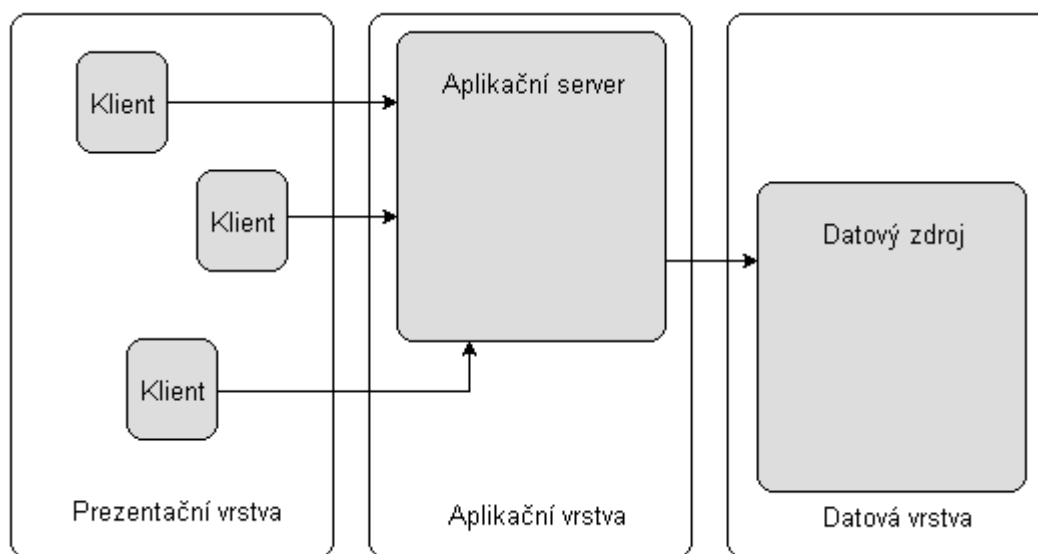 Klient
Klient
Klient
Prezentační vrstva
Aplikační server
Aplikační vrstva
Datový zdroj
Datová vrstva